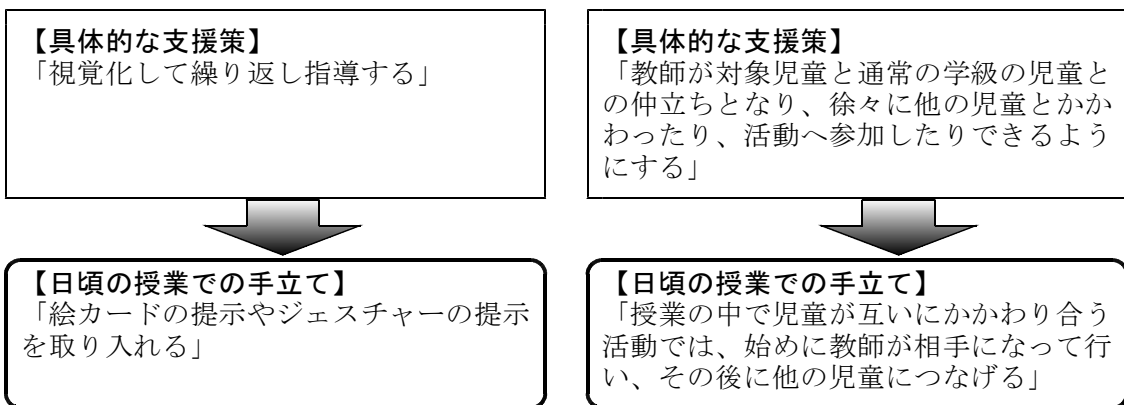 【具体的な支援策】
「視覚化して繰り返し指導する」
【日頃の授業での手立て】
「絵カードの提示やジェスチャーの提示
を取り入れる」
【具体的な支援策】
「教師が対象児童と通常の学級の児童と
の仲立ちとなり、徐々に他の児童とかか
わったり、活動へ参加したりできるよう
にする」
【日頃の授業での手立て】
「授業の中で児童が互いにかかわり合う
活動では、始めに教師が相手になって行
い、その後に他の児童につなげる」